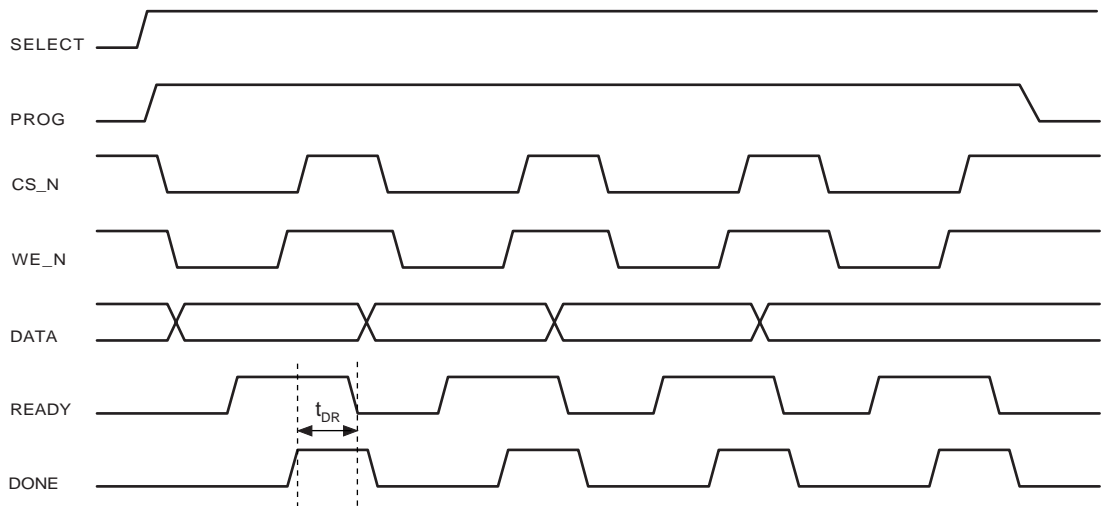 SELECT
PROG
CS_N
WE_N
DATA
READY
tDR
DONE